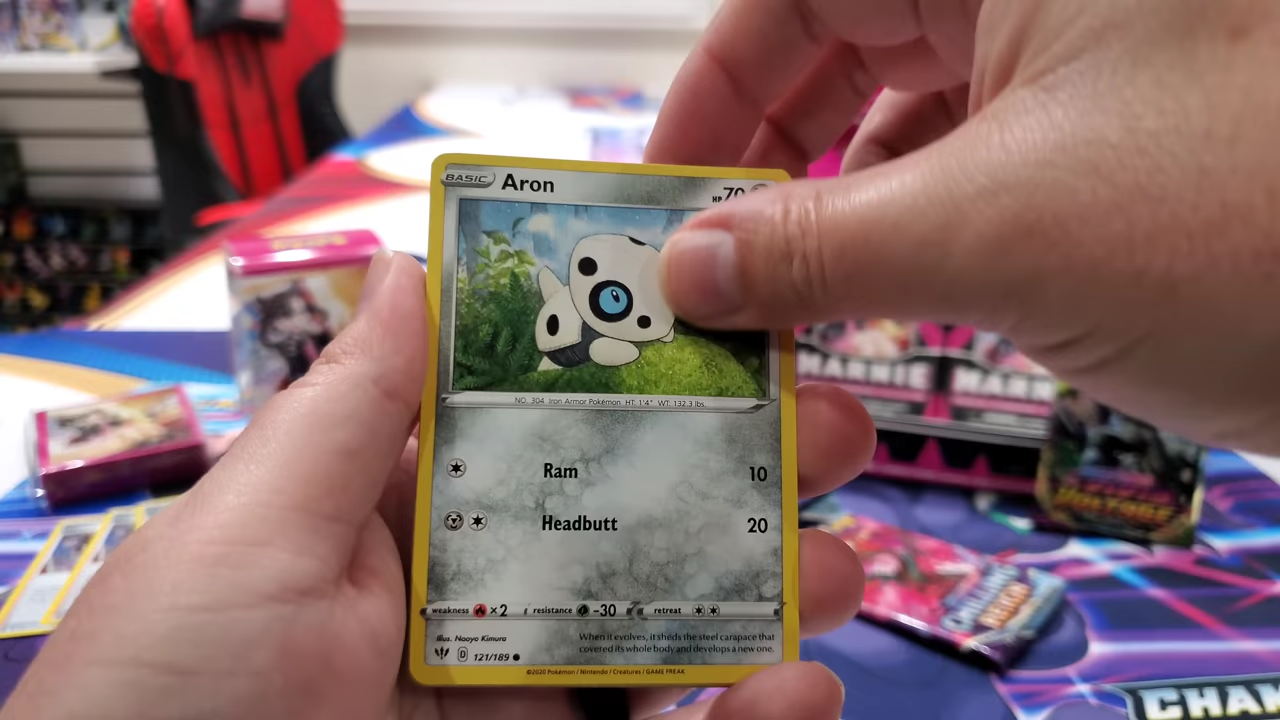 BASIC Aron HP 70
NO. 304 Iron Armor Pokémon HT: 1'4" WT: 132.3 lbs.
Ram 10
Headbutt 20
weakness ×2 resistance -30 retreat
Illus. Naoyo Kimura
When it evolves, it sheds the steel carapace that
covered its whole body and develops a new one.
D 121/189
©2020 Pokémon / Nintendo / Creatures / GAME FREAK
MARNIE
MARN
VOLTAGE
CHAM